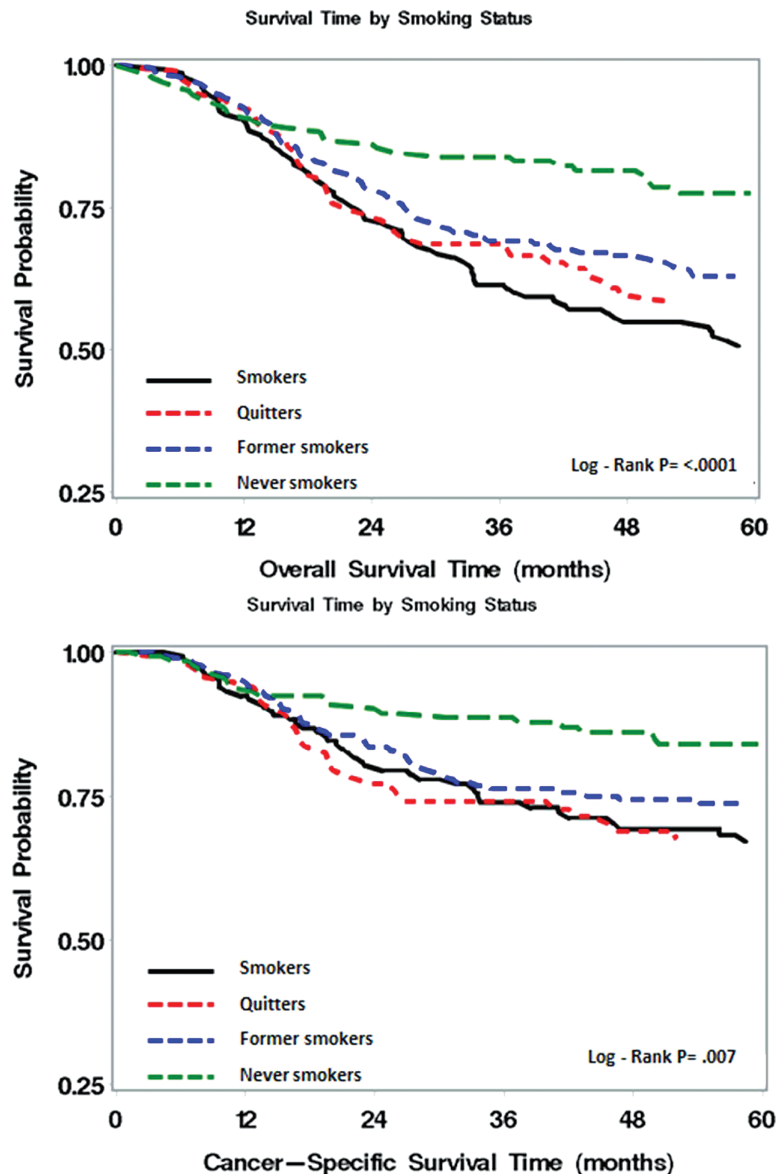 Survival Time by Smoking Status
Survival Probability
1.00
0.75
0.50
0.25
Smokers
Quitters
Former smokers
Never smokers
Log - Rank P= <.0001
0 12 24 36 48 60
Overall Survival Time (months)
Survival Time by Smoking Status
Survival Probability
1.00
0.75
0.50
0.25
Smokers
Quitters
Former smokers
Never smokers
Log - Rank P= .007
0 12 24 36 48 60
Cancer—Specific Survival Time (months)